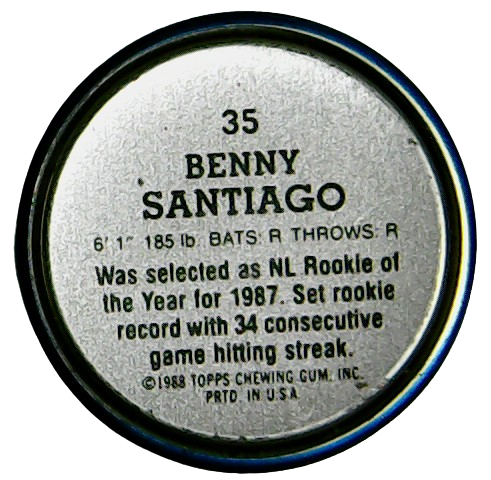 35
BENNY
SANTIAGO
6' 1" 185 lb. BATS: R THROWS: R
Was selected as NL Rookie of
the Year for 1987. Set rookie
record with 34 consecutive
game hitting streak.
©1988 TOPPS CHEWING GUM, INC.
PRTD. IN U.S.A.